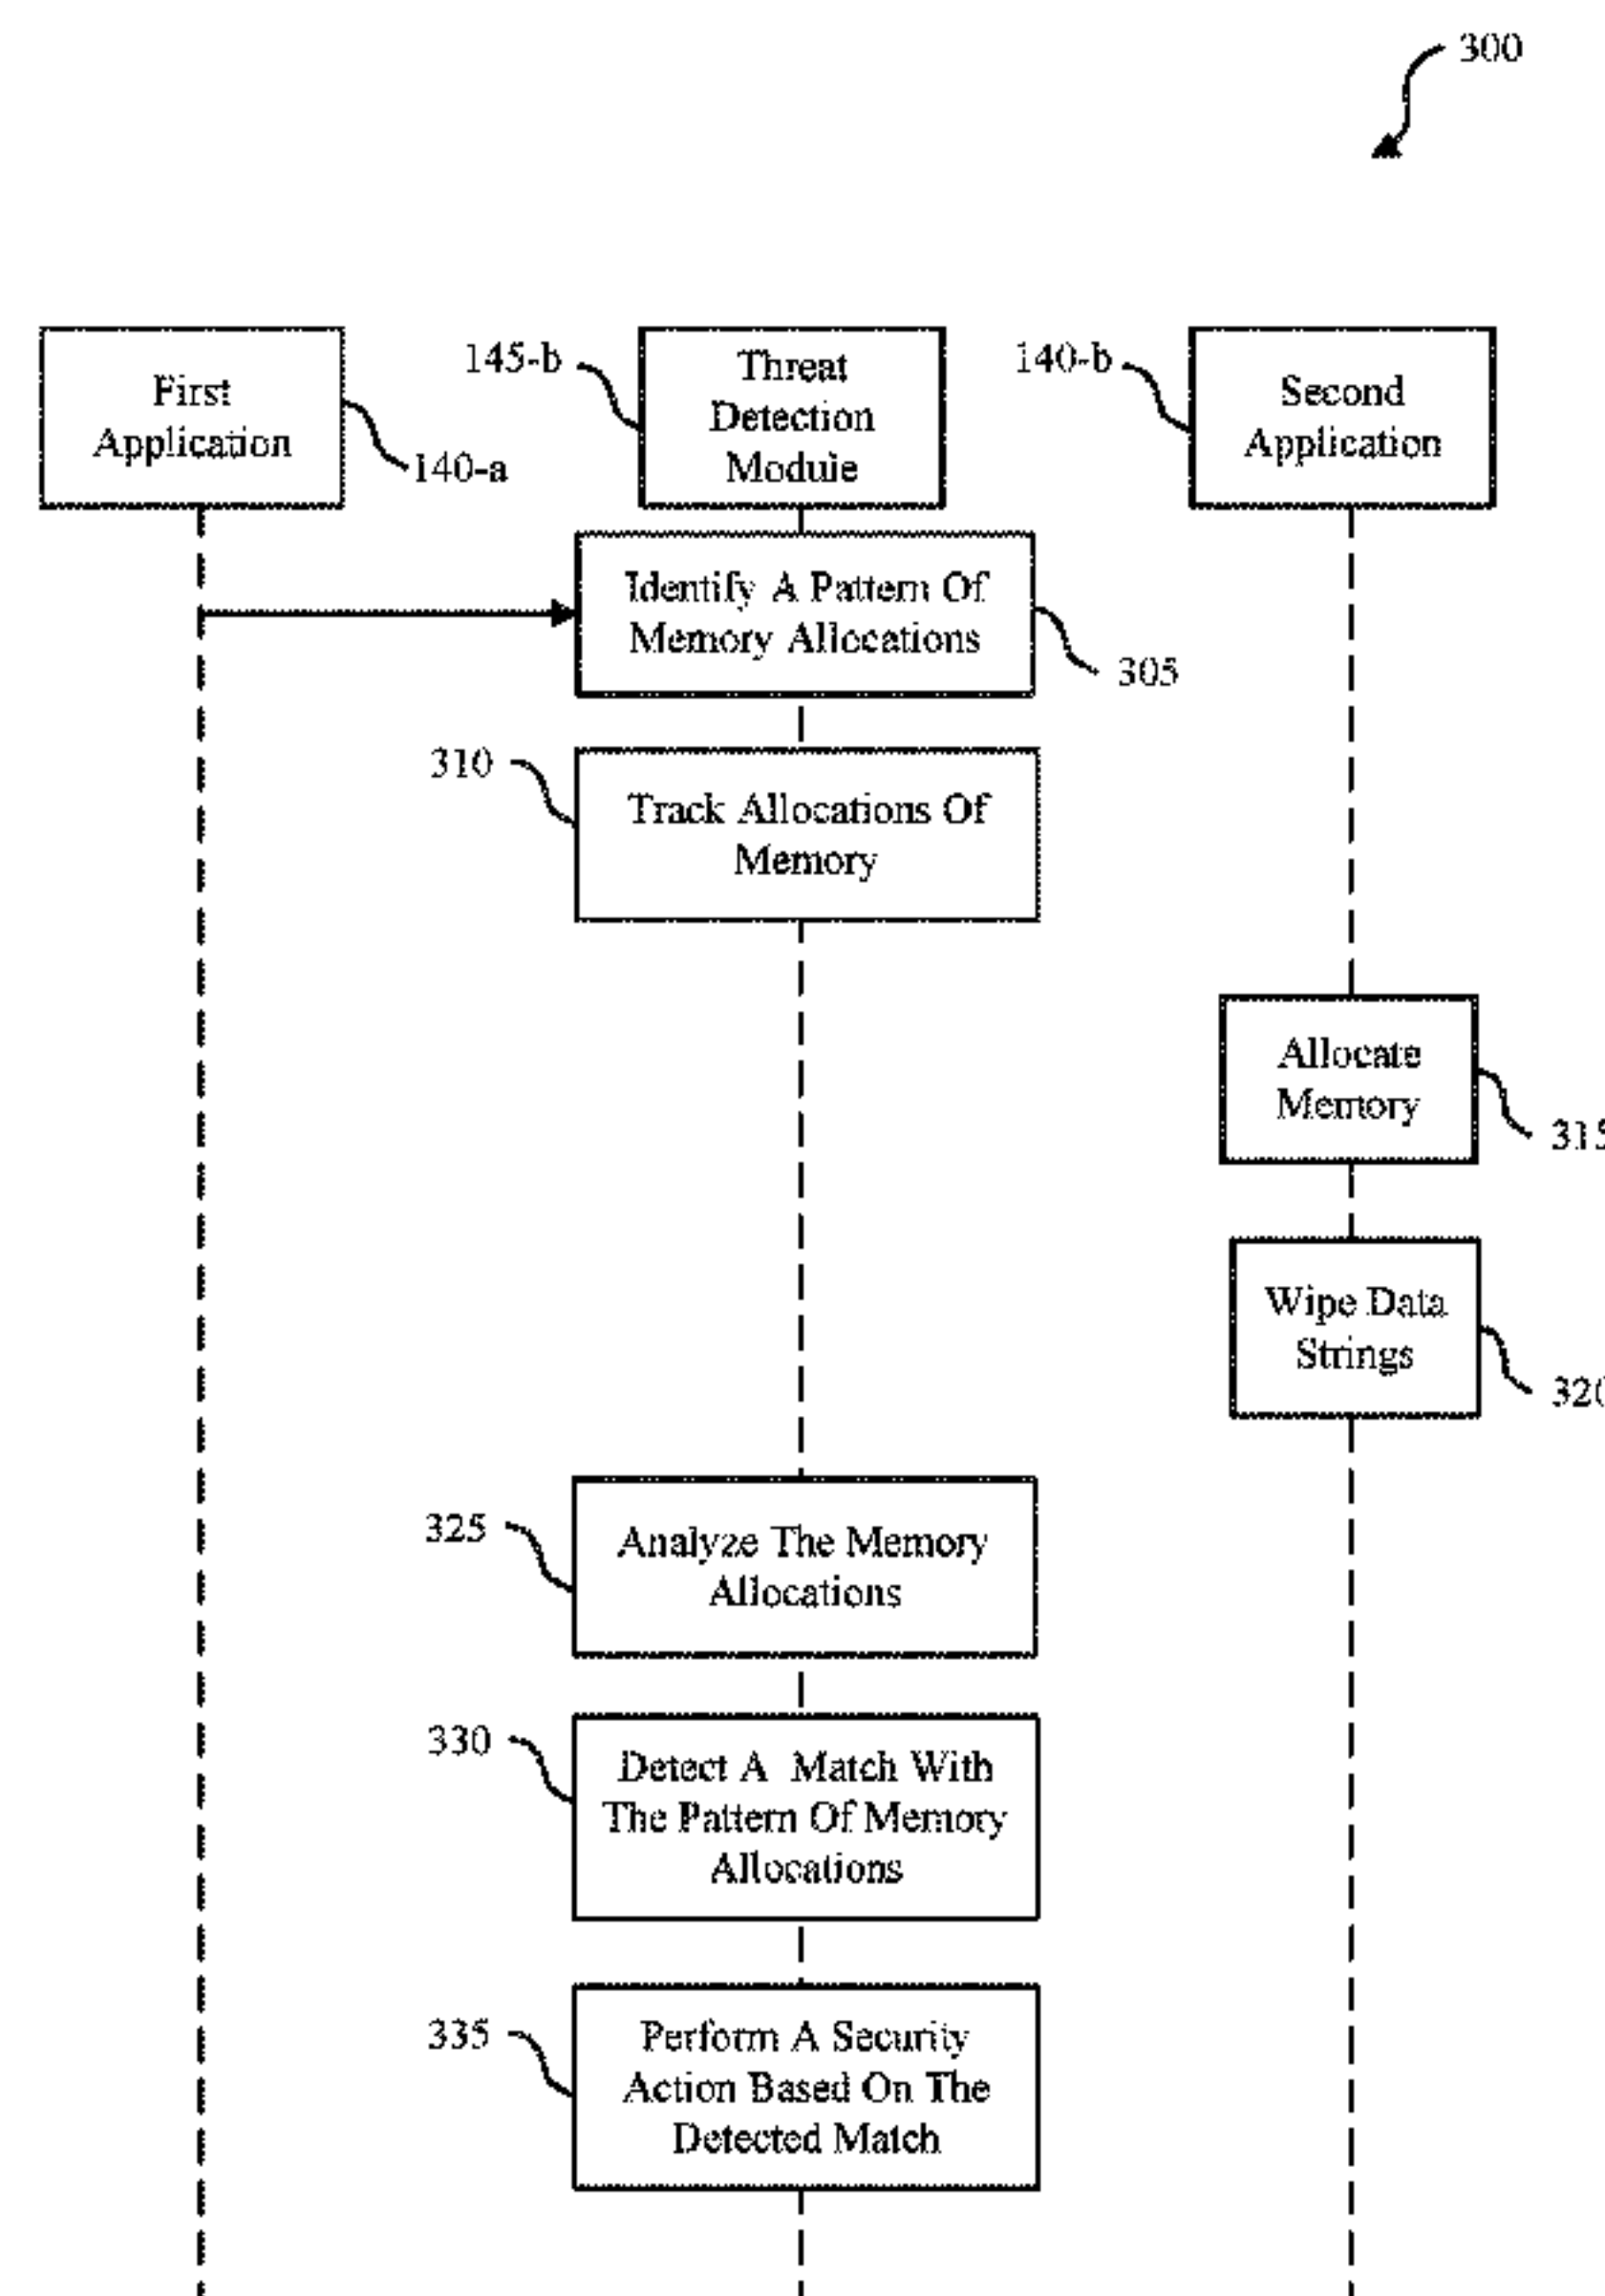 300
First
Application
140-a
145-b
Threat
Detection
Module
140-b
Second
Application
Identify A Pattern Of
Memory Allocations
305
310
Track Allocations Of
Memory
Allocate
Memory
315
Wipe Data
Strings
320
325
Analyze The Memory
Allocations
330
Detect A Match With
The Pattern Of Memory
Allocations
335
Perform A Security
Action Based On The
Detected Match